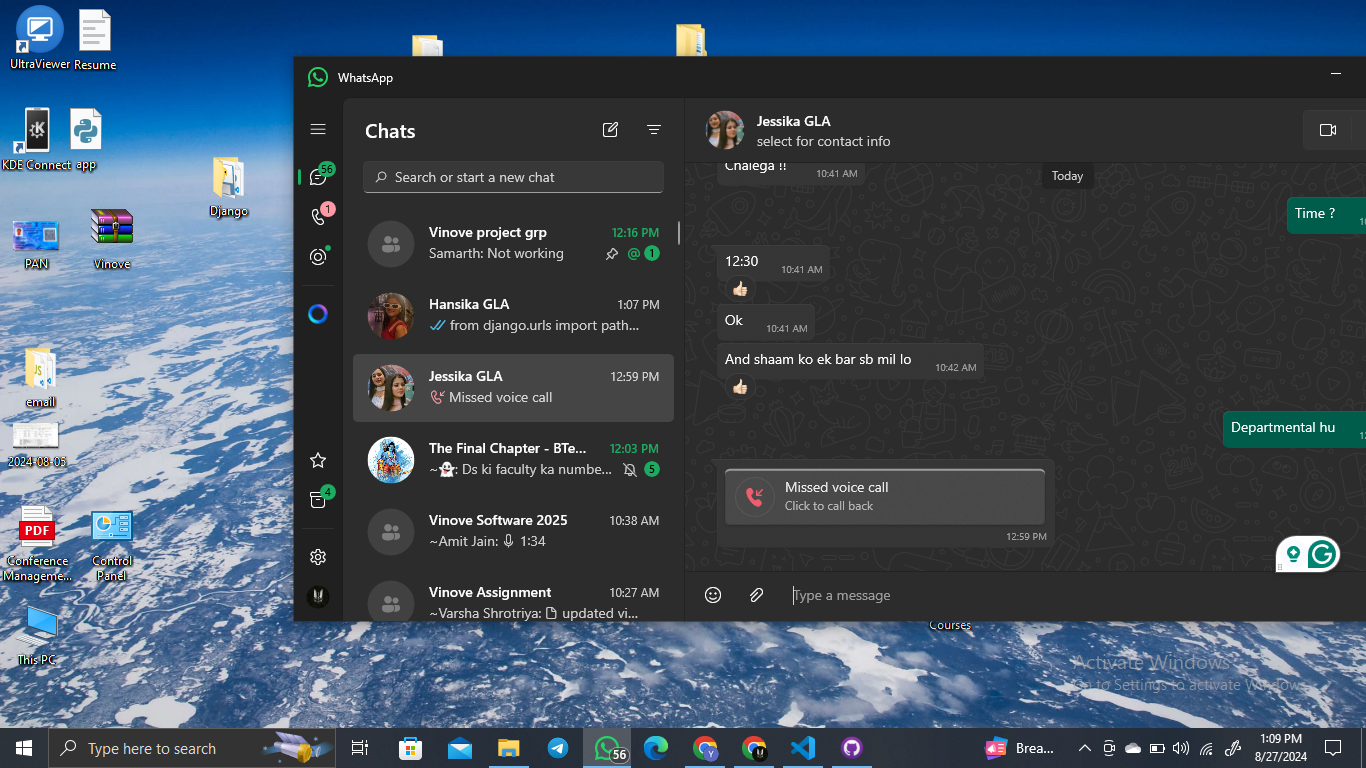 UltraViewer
Resume
KDE Connect
app
Django
PAN
Vinove
JS
email
2024-08-05
PDF
Conference
Manageme...
Control
Panel
This PC
WhatsApp
56
1
4
Chats
Search or start a new chat
Vinove project grp
12:16 PM
Samarth: Not working
@
1
Hansika GLA
1:07 PM
from django.urls import path...
Jessika GLA
12:59 PM
Missed voice call
The Final Chapter - BTe...
12:03 PM
~👻: Ds ki faculty ka numbe...
5
Vinove Software 2025
10:38 AM
~Amit Jain: 1:34
Vinove Assignment
10:27 AM
~Varsha Shrotriya: updated vi...
Jessika GLA
select for contact info
Chalega !!
10:41 AM
Today
Time ?
12:30
10:41 AM
👍🏻
Ok
10:41 AM
And shaam ko ek bar sb mil lo
10:42 AM
👍🏻
Departmental hu
Missed voice call
Click to call back
12:59 PM
Type a message
Courses
Activate Windows
Go to Settings to activate Windows.
Type here to search
56
Brea...
1:09 PM
8/27/2024